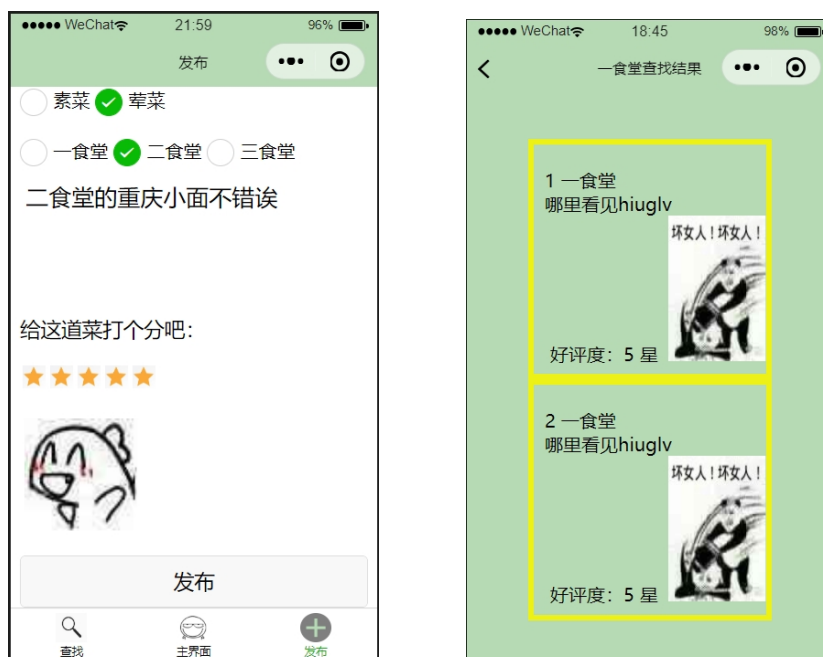 WeChat 21:59 96%
发布
素菜 荤菜
一食堂 二食堂 三食堂
二食堂的重庆小面不错诶
给这道菜打个分吧：
发布
查找 主界面 发布
WeChat 18:45 98%
一食堂查找结果
1 一食堂
哪里看见hiuglv
坏女人！坏女人！
好评度：5 星
2 一食堂
哪里看见hiuglv
坏女人！坏女人！
好评度：5 星